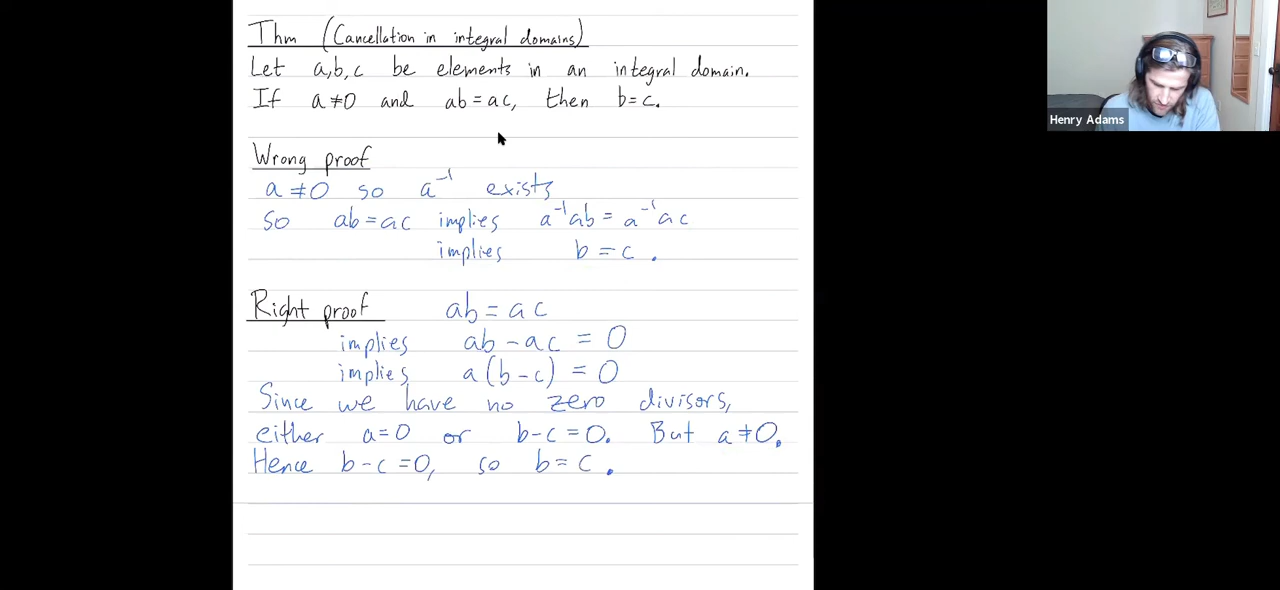 Thm (Cancellation in integral domains)
Let a,b,c be elements in an integral domain.
If a ≠ 0 and ab = ac, then b = c.
Wrong proof
a ≠ 0 so a⁻¹ exists
so ab = ac implies a⁻¹ab = a⁻¹ac
implies b = c.
Right proof ab = ac
implies ab - ac = 0
implies a(b - c) = 0
Since we have no zero divisors,
either a = 0 or b - c = 0. But a ≠ 0.
Hence b - c = 0, so b = c.
Henry Adams